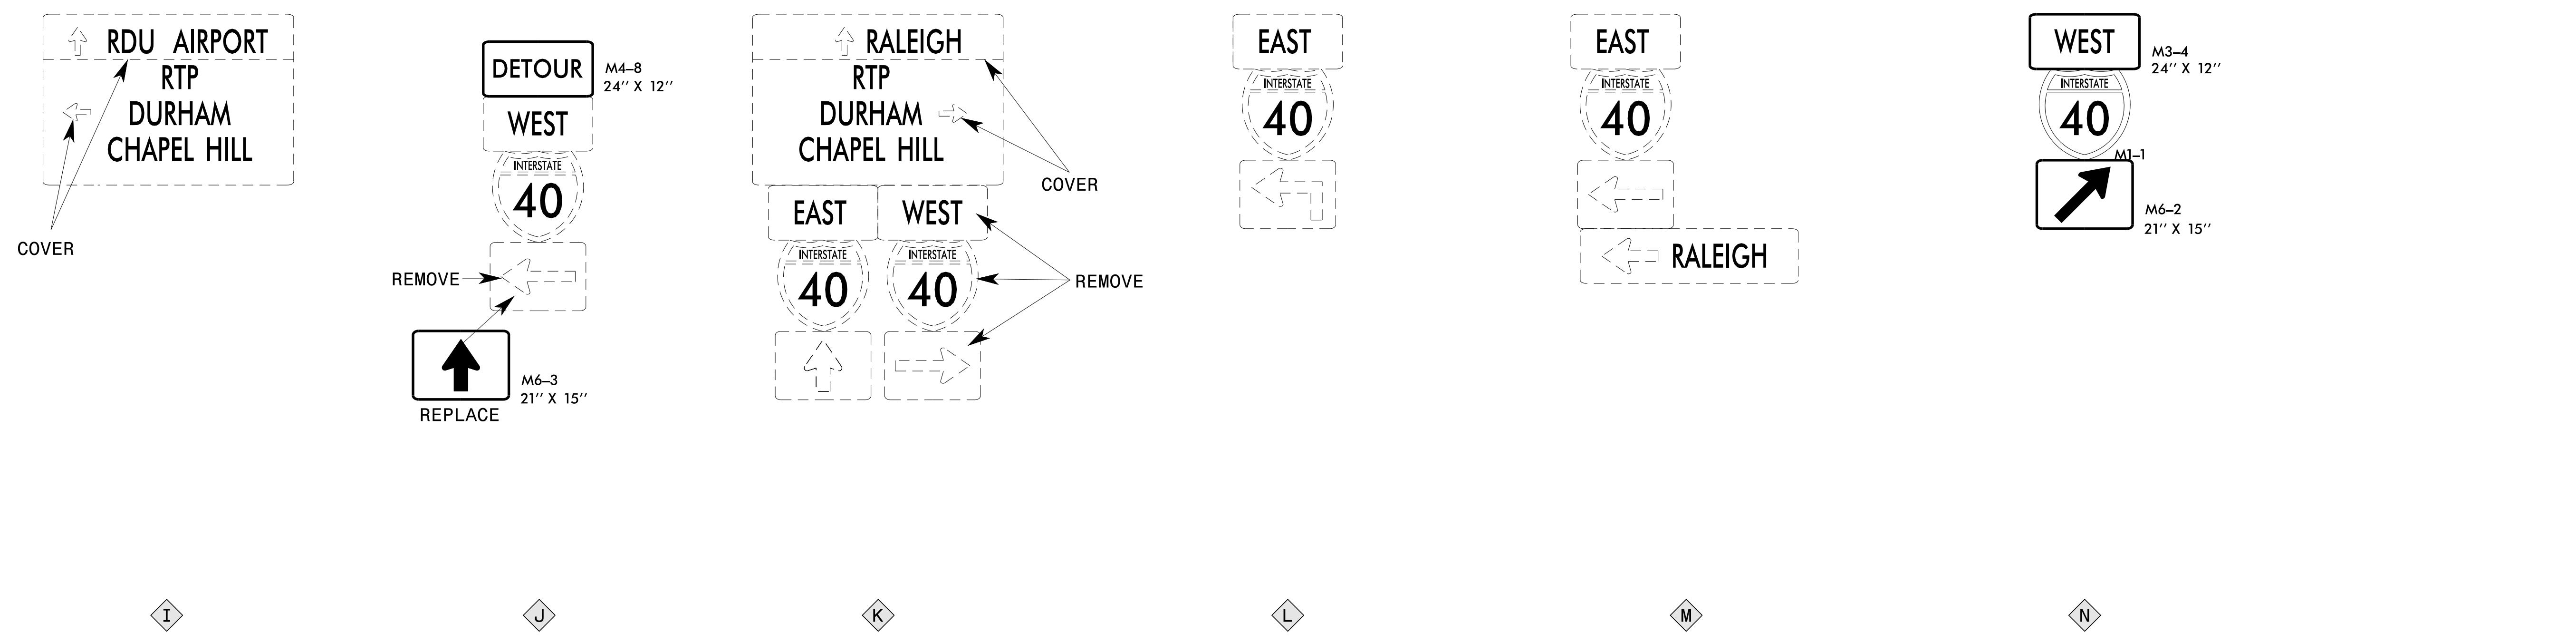 RDU AIRPORT
RTP
DURHAM
CHAPEL HILL
COVER
I
DETOUR
M4–8
24'' X 12''
WEST
INTERSTATE
40
REMOVE
M6–3
21'' X 15''
REPLACE
J
RALEIGH
RTP
DURHAM
CHAPEL HILL
COVER
EAST WEST
INTERSTATE INTERSTATE
40 40
REMOVE
K
EAST
INTERSTATE
40
L
EAST
INTERSTATE
40
RALEIGH
M
WEST
M3–4
24'' X 12''
INTERSTATE
40
M1–1
M6–2
21'' X 15''
N